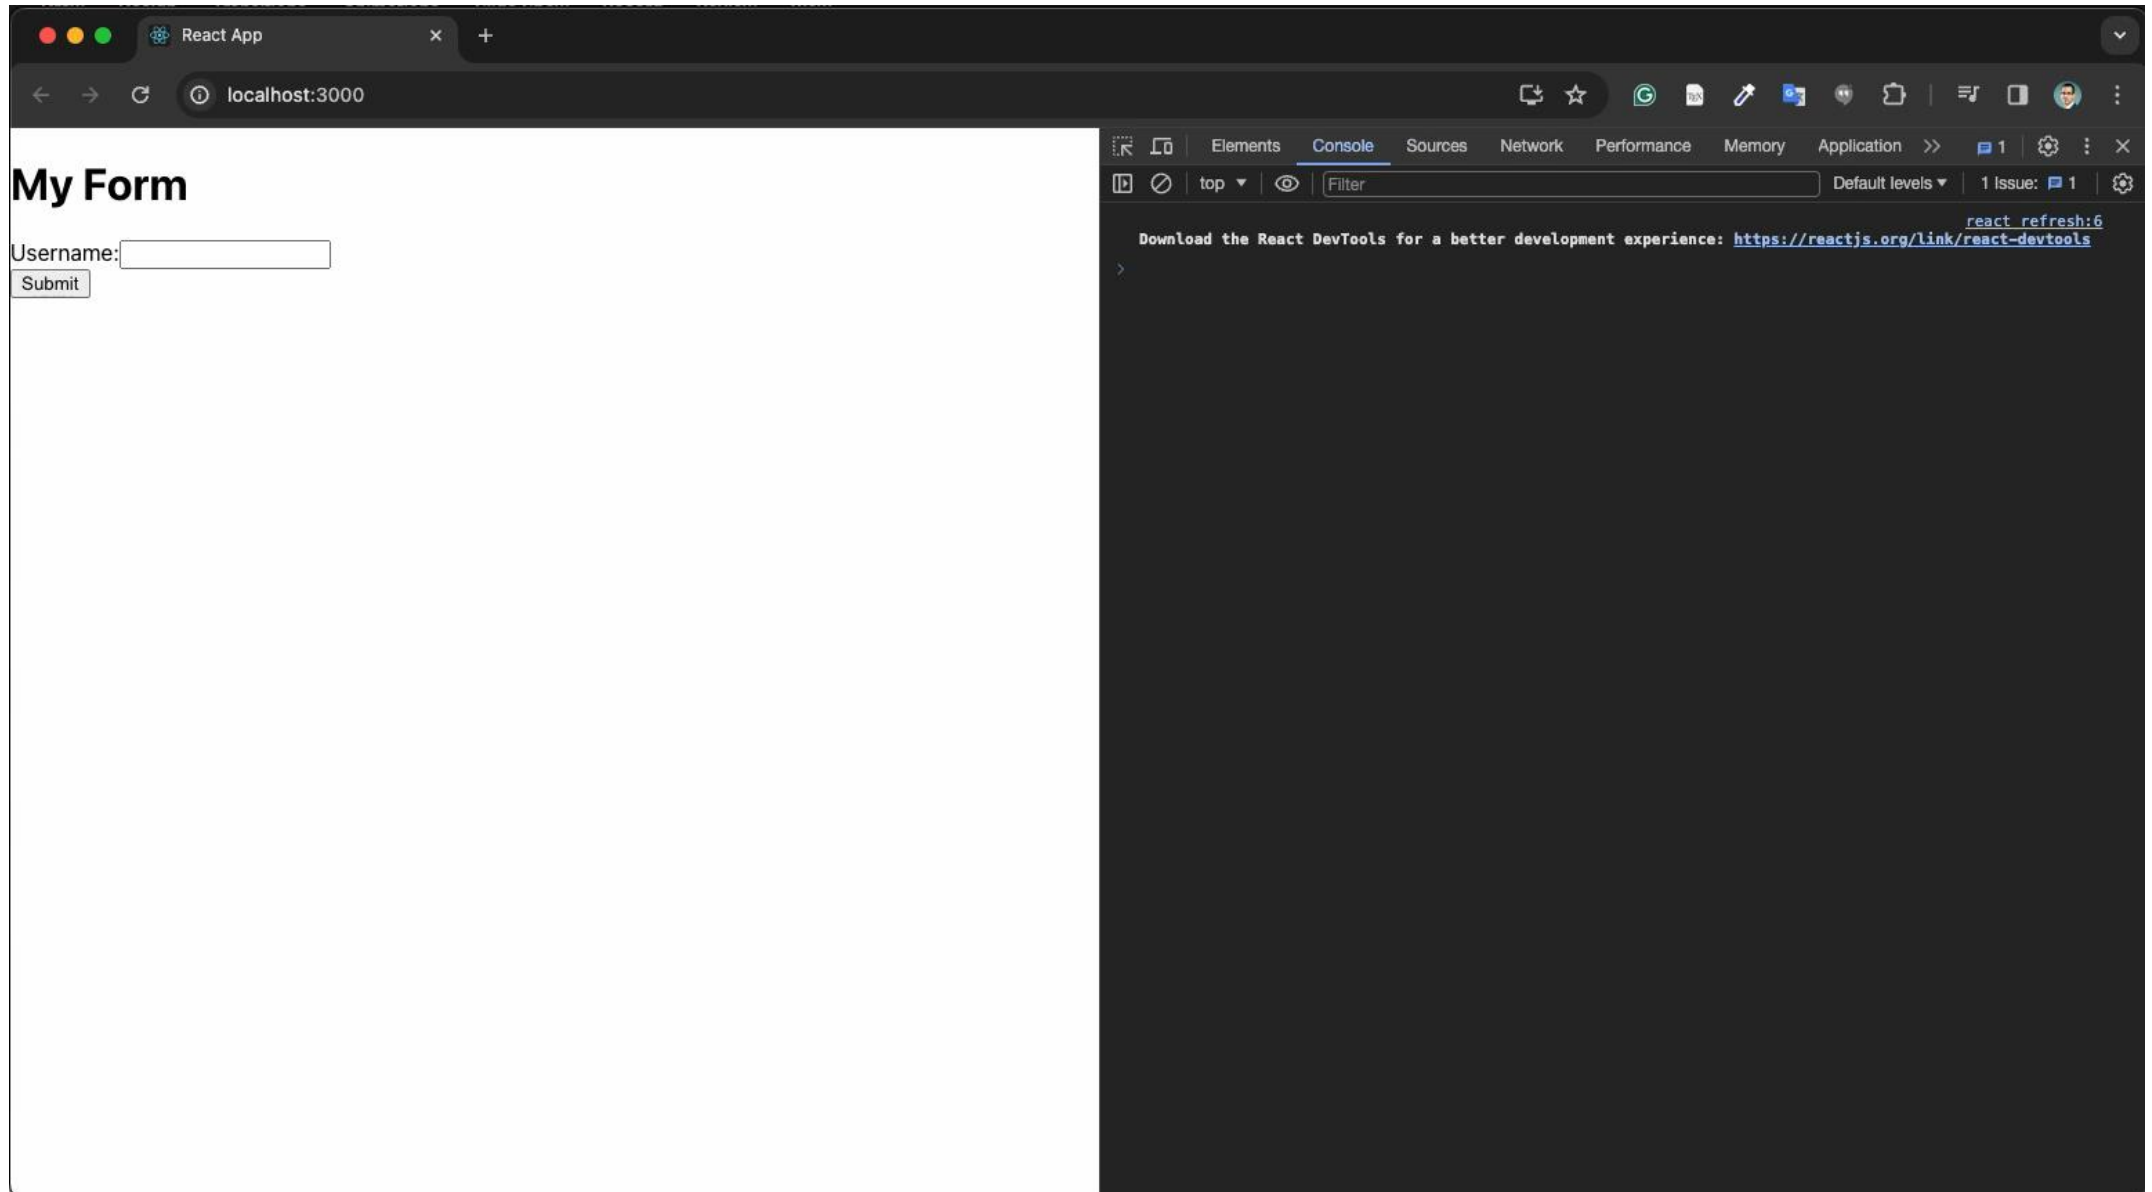 React App
localhost:3000
My Form
Username:
Submit
Elements Console Sources Network Performance Memory Application 1
top Filter Default levels 1 Issue: 1
react refresh:6
Download the React DevTools for a better development experience: https://reactjs.org/link/react-devtools